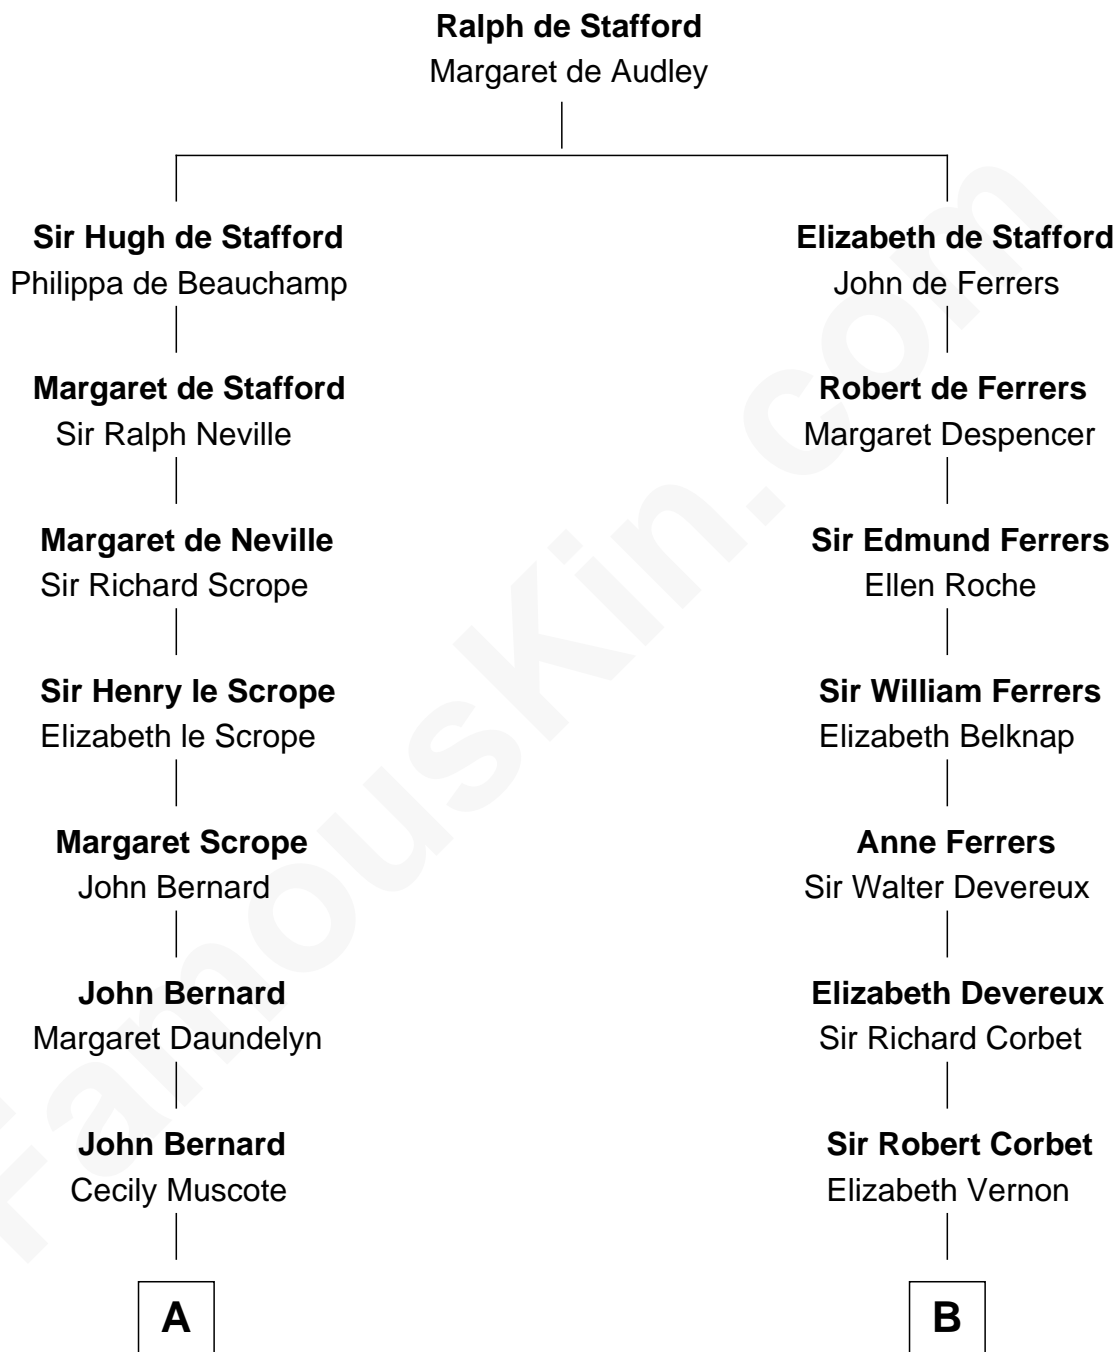 Ralph de Stafford
Margaret de Audley
Sir Hugh de Stafford
Philippa de Beauchamp
Margaret de Stafford
Sir Ralph Neville
Margaret de Neville
Sir Richard Scrope
Sir Henry le Scrope
Elizabeth le Scrope
Margaret Scrope
John Bernard
John Bernard
Margaret Daundelyn
John Bernard
Cecily Muscote
A
Elizabeth de Stafford
John de Ferrers
Robert de Ferrers
Margaret Despencer
Sir Edmund Ferrers
Ellen Roche
Sir William Ferrers
Elizabeth Belknap
Anne Ferrers
Sir Walter Devereux
Elizabeth Devereux
Sir Richard Corbet
Sir Robert Corbet
Elizabeth Vernon
B
FamousKin.com